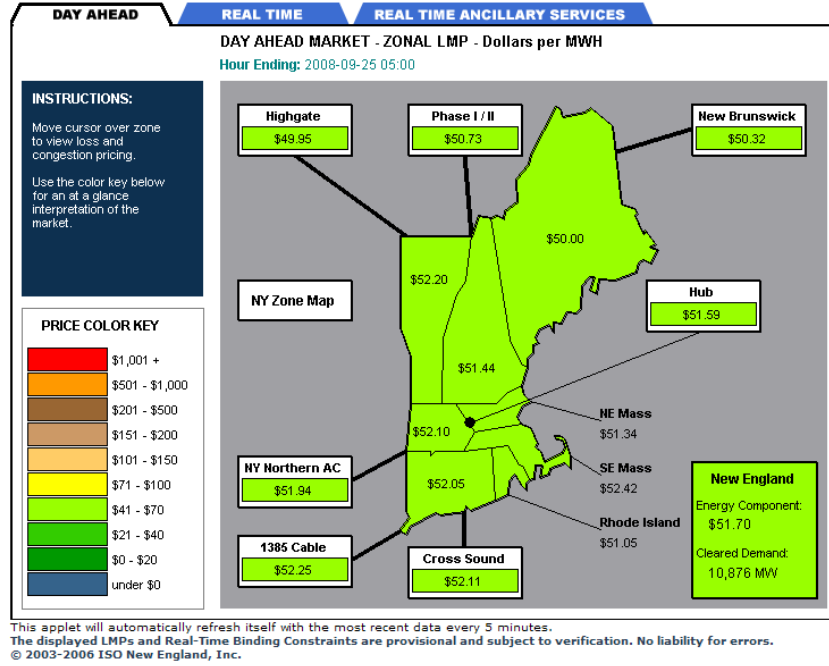 DAY AHEAD
REAL TIME
REAL TIME ANCILLARY SERVICES
DAY AHEAD MARKET - ZONAL LMP - Dollars per MWH
Hour Ending: 2008-09-25 05:00
INSTRUCTIONS:
Move cursor over zone
to view loss and
congestion pricing.
Use the color key below
for an at a glance
interpretation of the
market.
PRICE COLOR KEY
$1,001 +
$501 - $1,000
$201 - $500
$151 - $200
$101 - $150
$71 - $100
$41 - $70
$21 - $40
$0 - $20
under $0
Highgate
$49.95
Phase I / II
$50.73
New Brunswick
$50.32
$50.00
$52.20
NY Zone Map
Hub
$51.59
$51.44
NE Mass
$51.34
$52.10
NY Northern AC
$51.94
$52.05
SE Mass
$52.42
Rhode Island
$51.05
1385 Cable
$52.25
Cross Sound
$52.11
New England
Energy Component:
$51.70
Cleared Demand:
10,876 MW
This applet will automatically refresh itself with the most recent data every 5 minutes.
The displayed LMPs and Real-Time Binding Constraints are provisional and subject to verification. No liability for errors.
© 2003-2006 ISO New England, Inc.